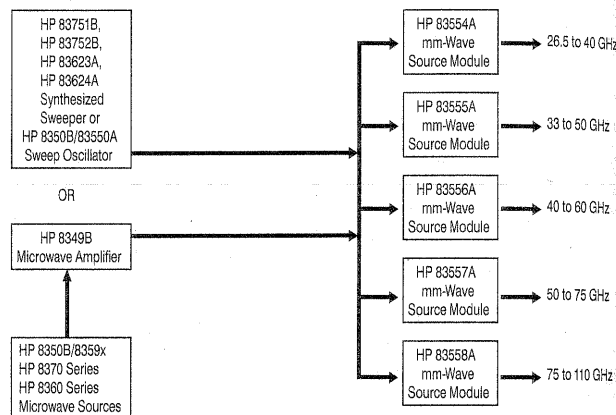 HP 83751B,
HP 83752B,
HP 83623A,
HP 83624A
Synthesized
Sweeper or
HP 8350B/83550A
Sweep Oscillator
OR
HP 8349B
Microwave Amplifier
HP 8350B/8359x
HP 8370 Series
HP 8360 Series
Microwave Sources
HP 83554A
mm-Wave
Source Module
26.5 to 40 GHz
HP 83555A
mm-Wave
Source Module
33 to 50 GHz
HP 83556A
mm-Wave
Source Module
40 to 60 GHz
HP 83557A
mm-Wave
Source Module
50 to 75 GHz
HP 83558A
mm-Wave
Source Module
75 to 110 GHz